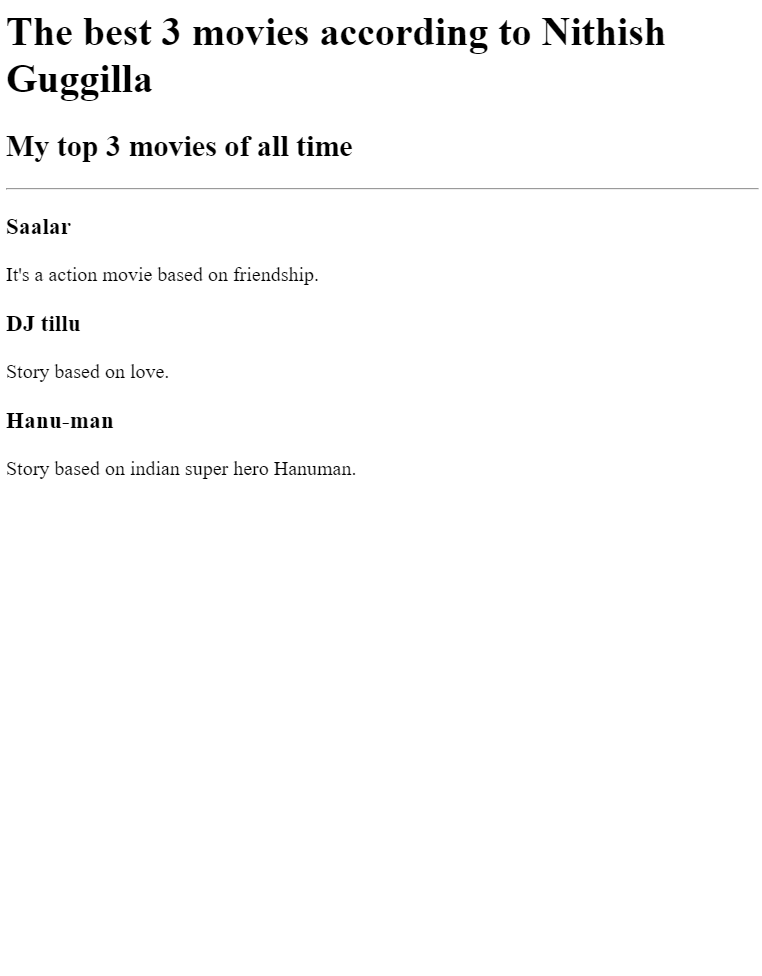 The best 3 movies according to Nithish
Guggilla
My top 3 movies of all time
Saalar
It's a action movie based on friendship.
DJ tillu
Story based on love.
Hanu-man
Story based on indian super hero Hanuman.